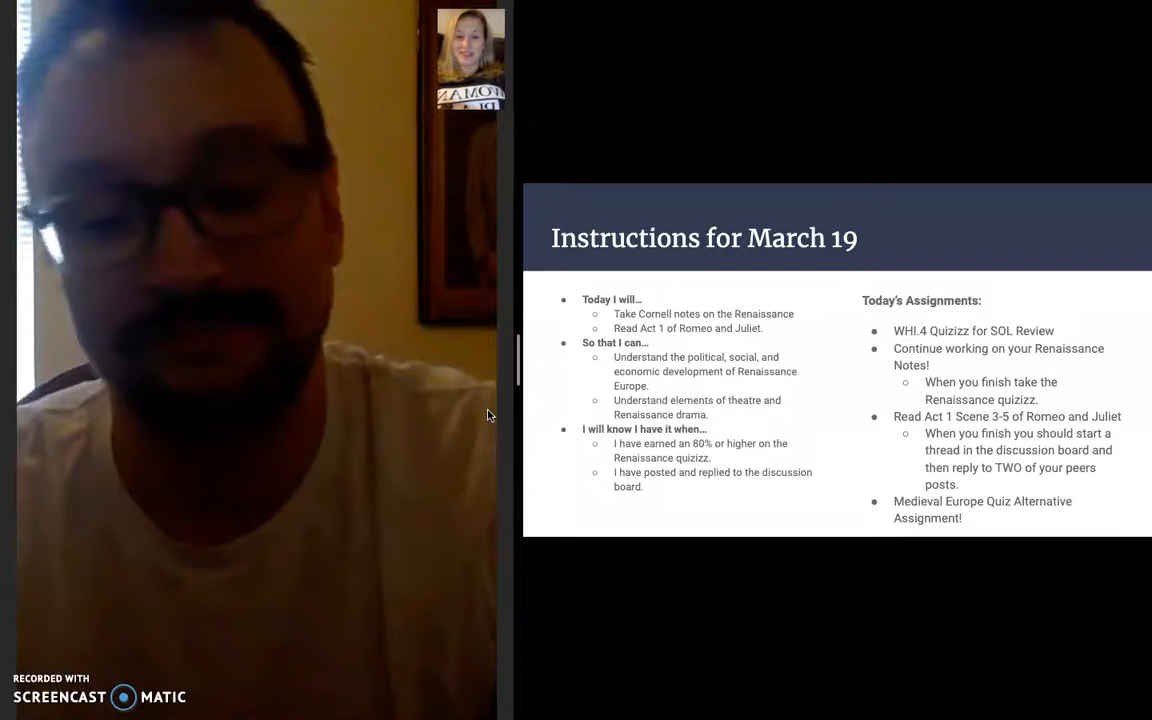 Instructions for March 19
Today I will...
Take Cornell notes on the Renaissance
Read Act 1 of Romeo and Juliet.
So that I can...
Understand the political, social, and
economic development of Renaissance
Europe.
Understand elements of theatre and
Renaissance drama.
I will know I have it when...
I have earned an 80% or higher on the
Renaissance quizizz.
I have posted and replied to the discussion
board.
Today's Assignments:
WHI.4 Quizizz for SOL Review
Continue working on your Renaissance
Notes!
When you finish take the
Renaissance quizizz.
Read Act 1 Scene 3-5 of Romeo and Juliet
When you finish you should start a
thread in the discussion board and
then reply to TWO of your peers
posts.
Medieval Europe Quiz Alternative
Assignment!
WOMAN
RECORDED WITH
SCREENCAST MATIC